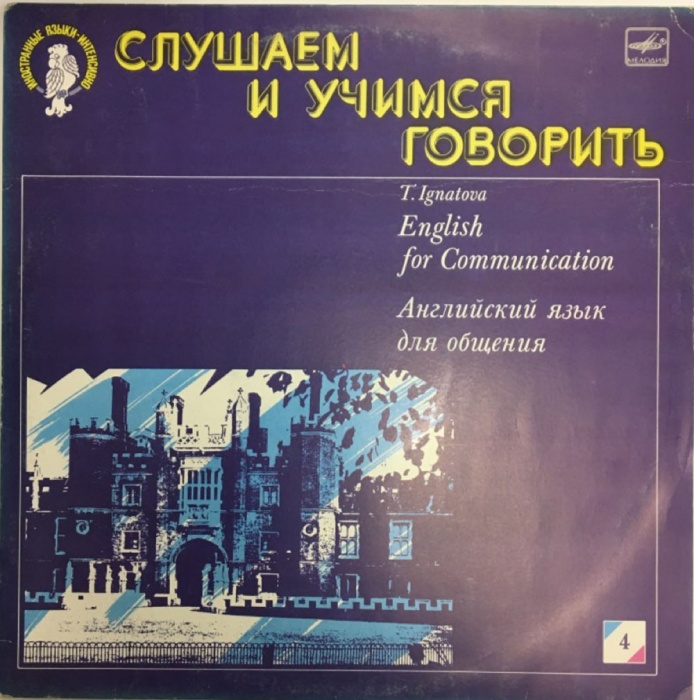 ИНОСТРАННЫЕ ЯЗЫКИ-ИНТЕНСИВНО
СЛУШАЕМ
И УЧИМСЯ
ГОВОРИТЬ
МЕЛОДИЯ
T. Ignatova
English
for Communication
Английский язык
для общения
4